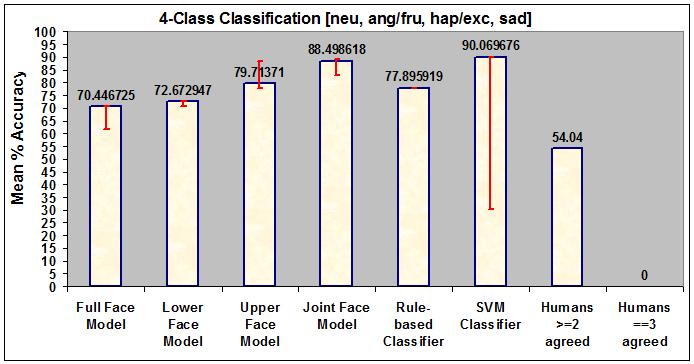 4-Class Classification [neu, ang/fru, hap/exc, sad]
Mean % Accuracy
100
95
90
85
80
75
70
65
60
55
50
45
40
35
30
25
20
15
10
5
0
70.446725
72.672947
79.71371
88.498618
77.895919
90.069676
54.04
0
Full Face
Model
Lower
Face
Model
Upper
Face
Model
Joint Face
Model
Rule-
based
Classifier
SVM
Classifier
Humans
>=2
agreed
Humans
==3
agreed